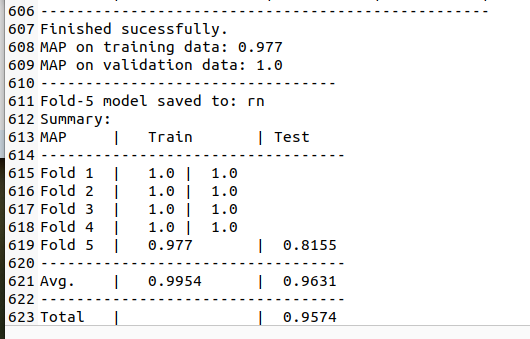 606 --------------------------------------------------
607 Finished sucessfully.
608 MAP on training data: 0.977
609 MAP on validation data: 1.0
610 ---------------------------------
611 Fold-5 model saved to: rn
612 Summary:
613 MAP     |   Train       | Test
614 ----------------------------------
615 Fold 1  |   1.0 |  1.0
616 Fold 2  |   1.0 |  1.0
617 Fold 3  |   1.0 |  1.0
618 Fold 4  |   1.0 |  1.0
619 Fold 5  |   0.977       |  0.8155
620 ----------------------------------
621 Avg.    |   0.9954      |  0.9631
622 ----------------------------------
623 Total   |               |  0.9574